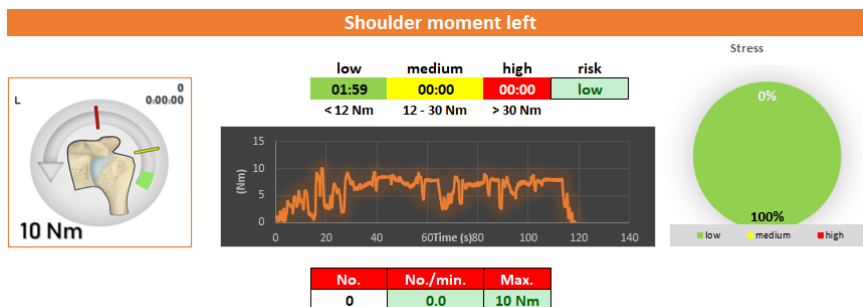 Shoulder moment left
Stress
low medium high risk
01:59 00:00 00:00 low
< 12 Nm 12 - 30 Nm > 30 Nm
0
L 0:00:00
10 Nm
15
10
5
0
(Nm)
0 20 40 60 Time (s) 80 100 120 140
0%
100%
low medium high
No. No./min. Max.
0 0.0 10 Nm